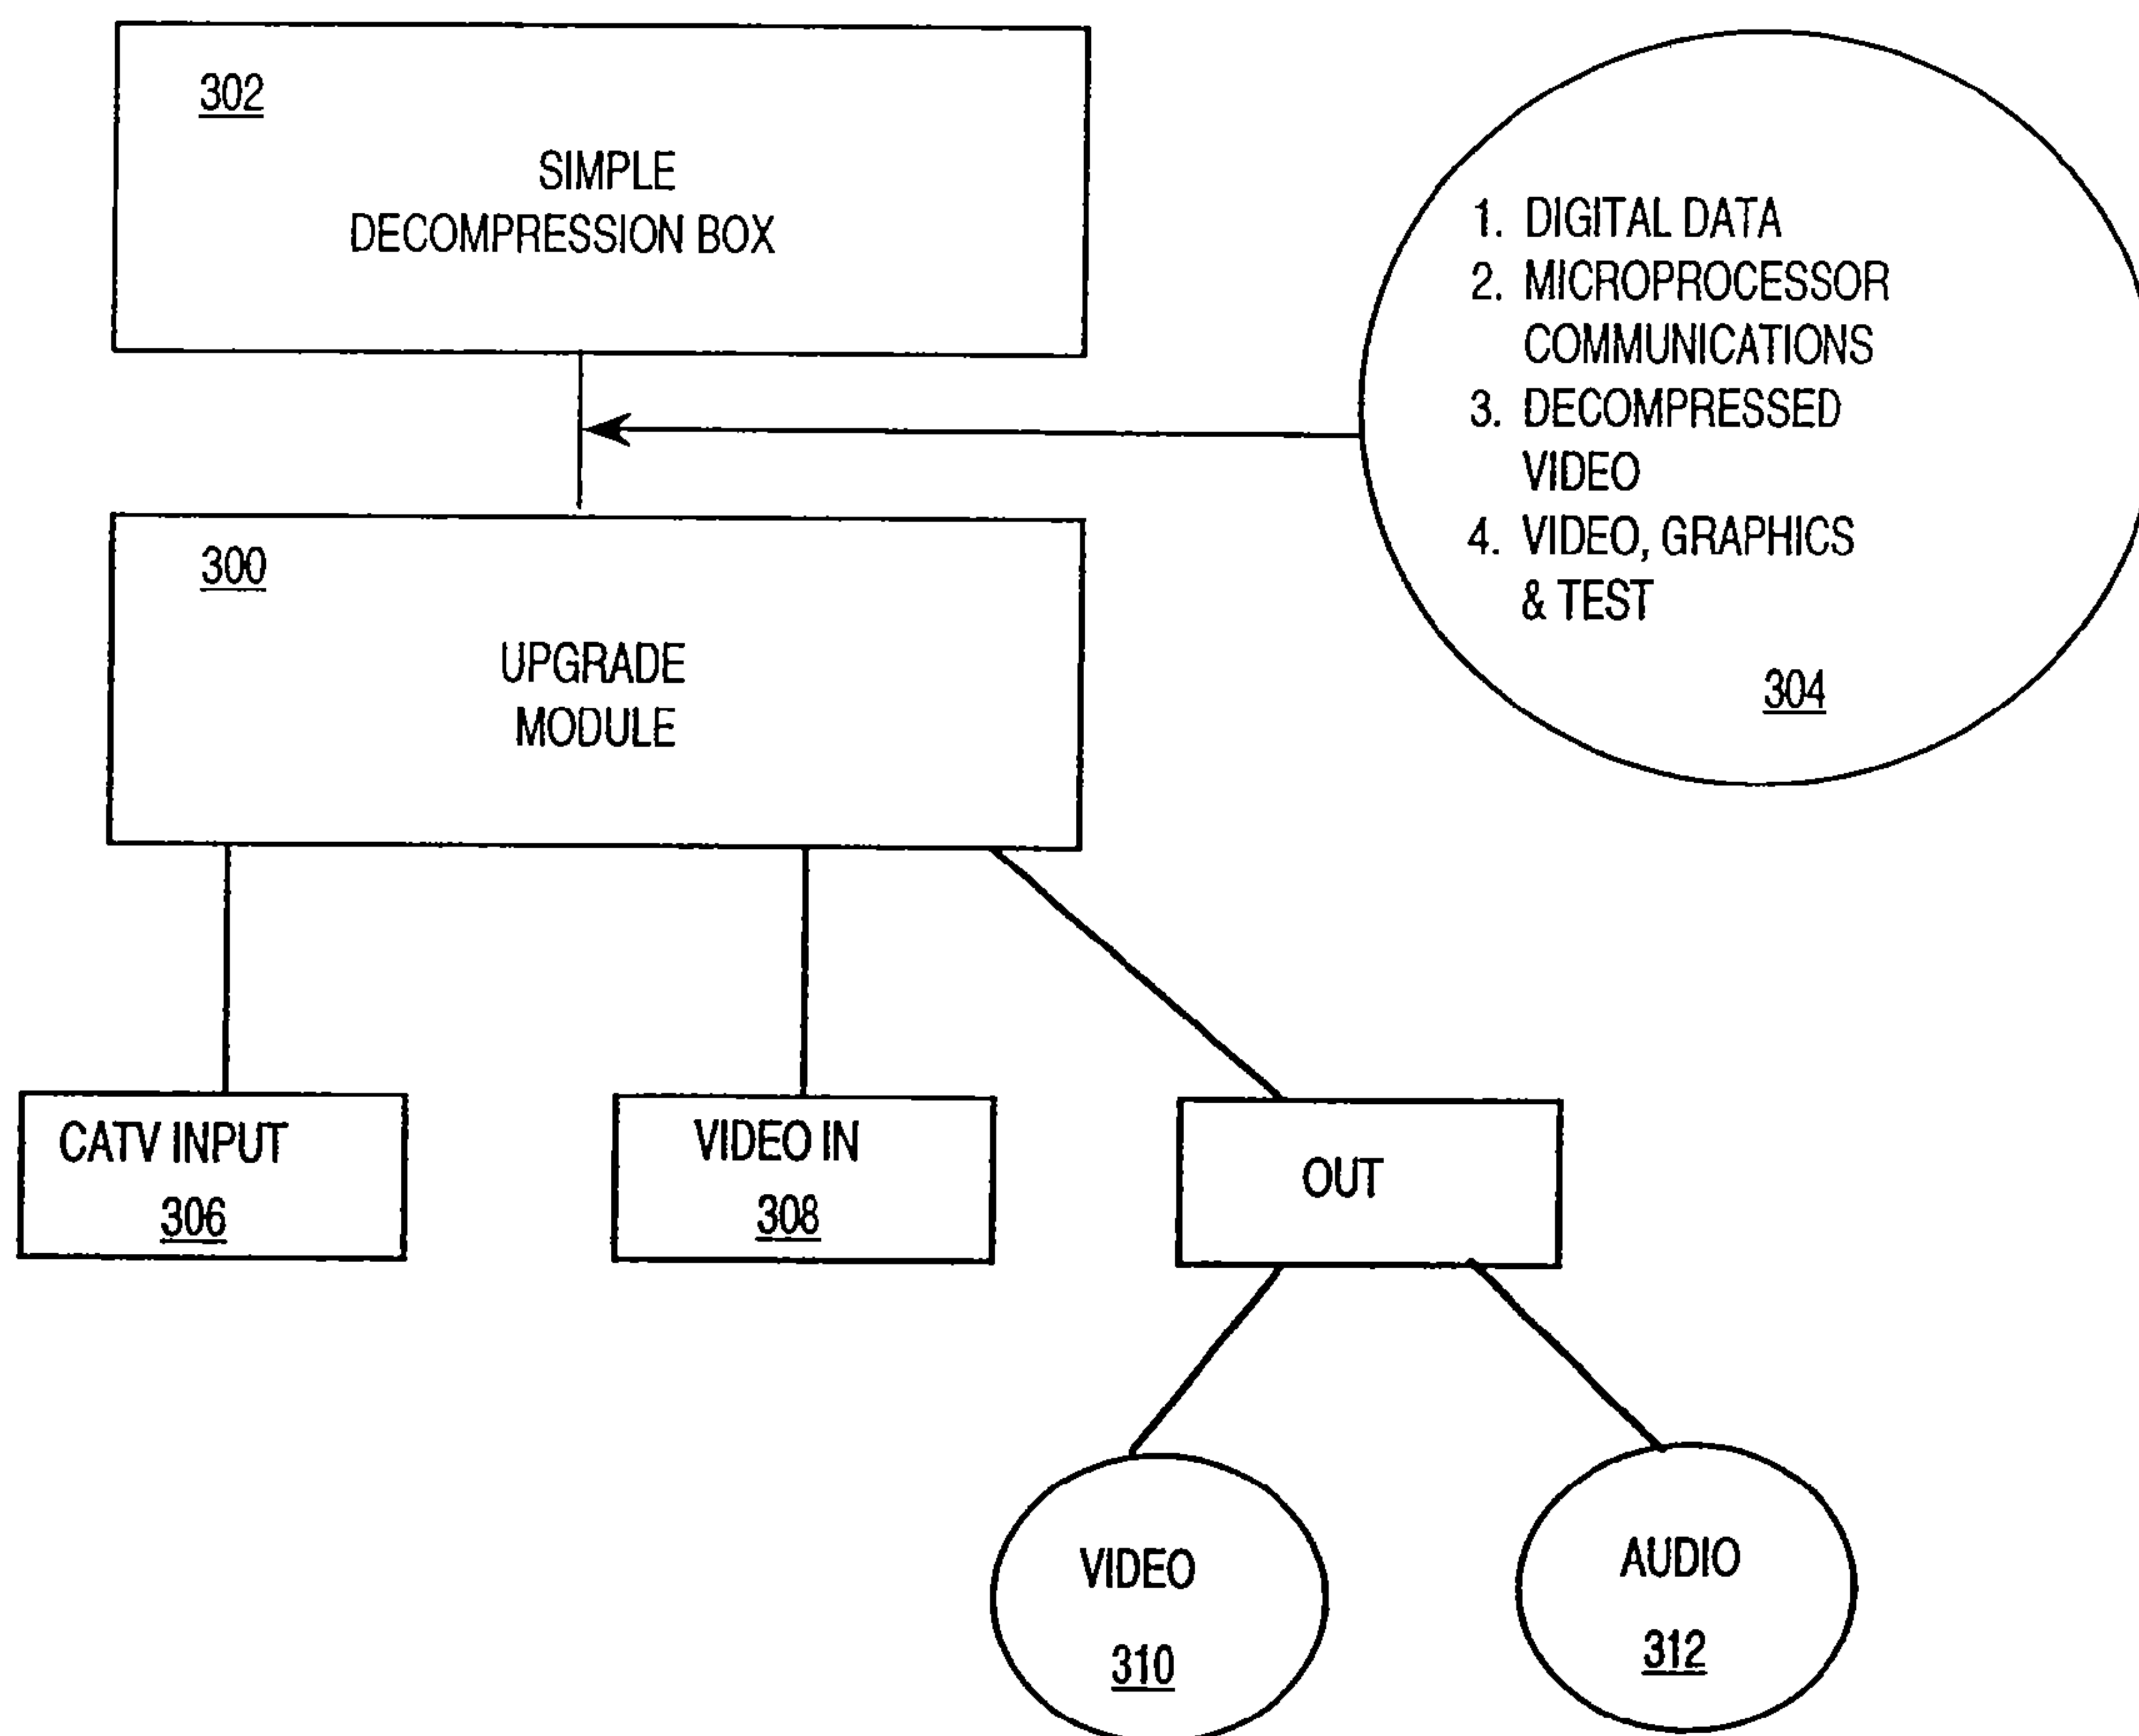 302
SIMPLE
DECOMPRESSION BOX
1. DIGITAL DATA
2. MICROPROCESSOR
COMMUNICATIONS
3. DECOMPRESSED
VIDEO
4. VIDEO, GRAPHICS
& TEST
304
300
UPGRADE
MODULE
CATV INPUT
306
VIDEO IN
308
OUT
VIDEO
310
AUDIO
312